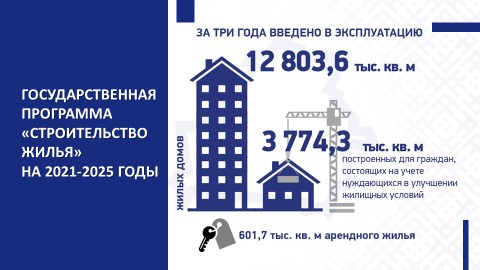 ГОСУДАРСТВЕННАЯ
ПРОГРАММА
«СТРОИТЕЛЬСТВО
ЖИЛЬЯ»
НА 2021-2025 ГОДЫ
ЗА ТРИ ГОДА ВВЕДЕНО В ЭКСПЛУАТАЦИЮ
12 803,6 тыс. кв. м
жилых домов
3 774,3 тыс. кв. м
построенных для граждан,
состоящих на учете
нуждающихся в улучшении
жилищных условий
601,7 тыс. кв. м арендного жилья